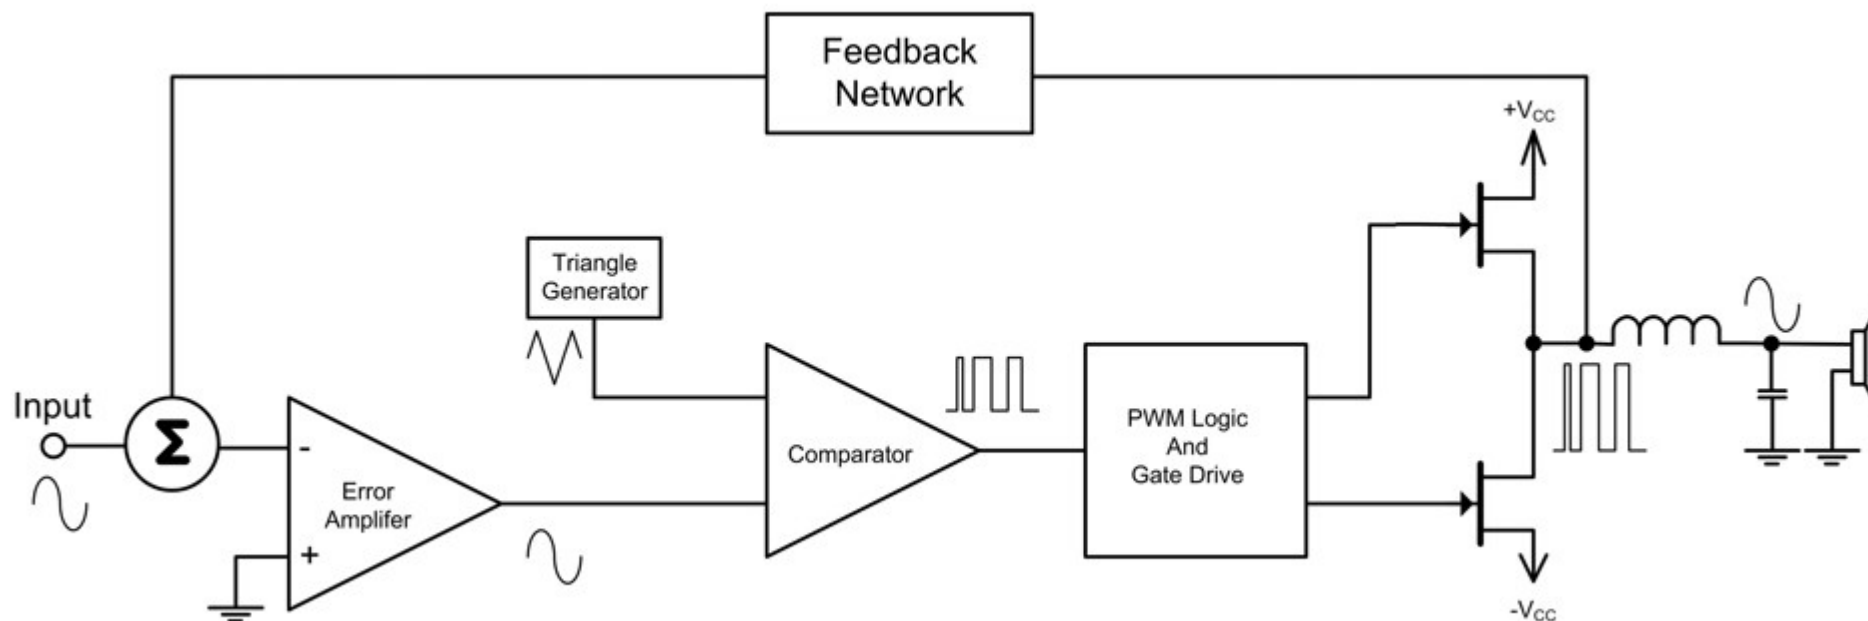 Feedback
Network
+VCC
Triangle
Generator
Input
Σ
-
Error
Amplifer
+
Comparator
PWM Logic
And
Gate Drive
-VCC